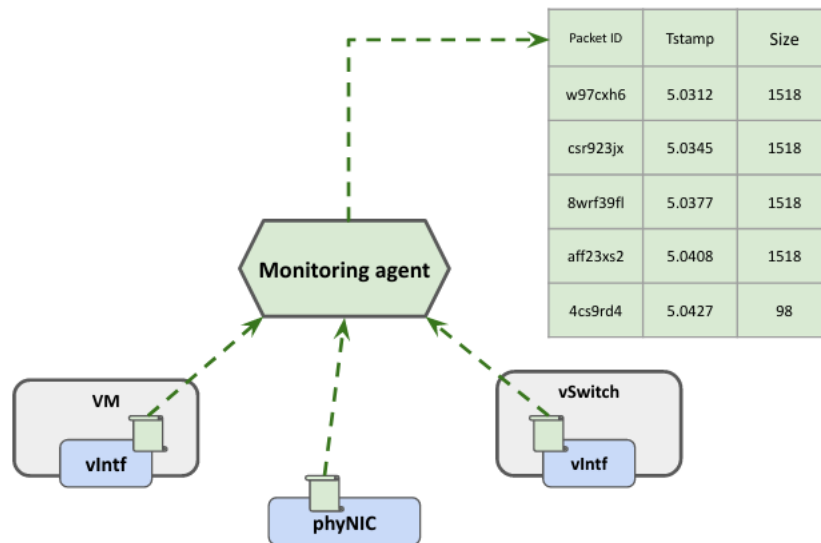 Packet ID Tstamp Size
w97cxh6 5.0312 1518
csr923jx 5.0345 1518
8wrf39fl 5.0377 1518
aff23xs2 5.0408 1518
4cs9rd4 5.0427 98
Monitoring agent
VM
vIntf
phyNIC
vSwitch
vIntf